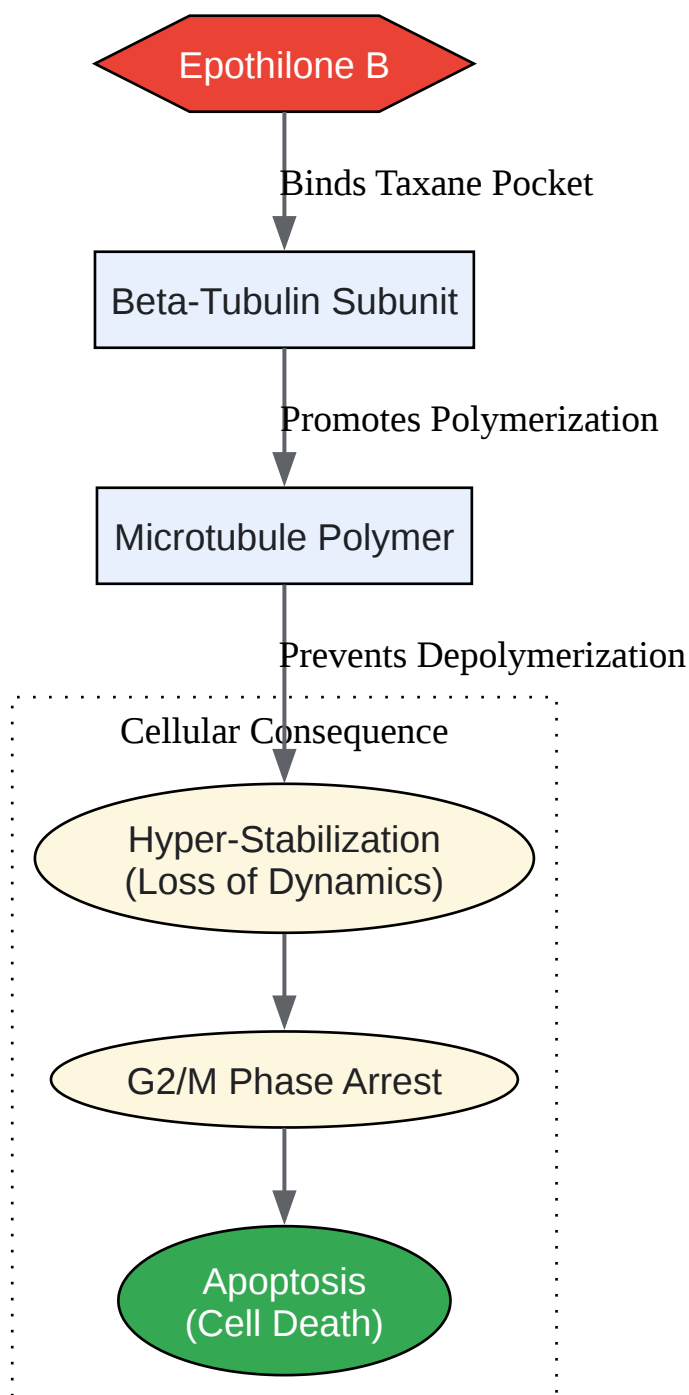 Epothilone B
Binds Taxane Pocket
Beta-Tubulin Subunit
Promotes Polymerization
Microtubule Polymer
Prevents Depolymerization
Cellular Consequence
Hyper-Stabilization
(Loss of Dynamics)
G2/M Phase Arrest
Apoptosis
(Cell Death)